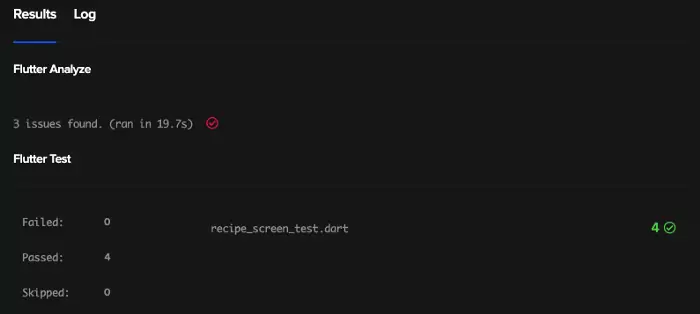 Results Log
Flutter Analyze
3 issues found. (ran in 19.7s)
Flutter Test
Failed: 0
recipe_screen_test.dart 4
Passed: 4
Skipped: 0